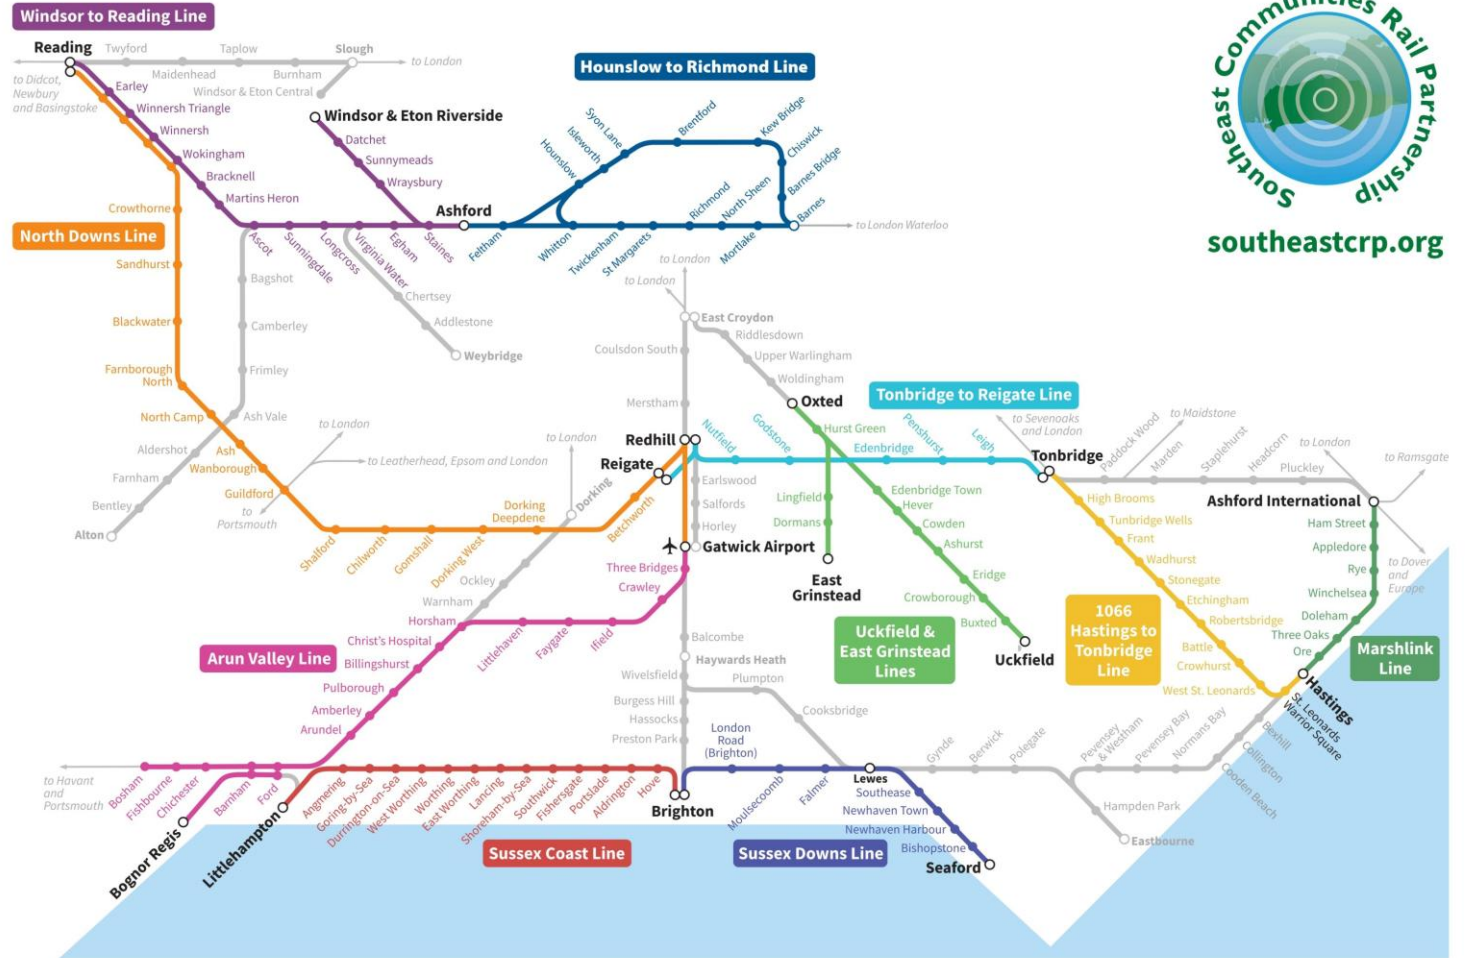 Windsor to Reading Line
Reading
Twyford
Taplow
Slough
to London
Maidenhead
Burnham
Windsor & Eton Central
to Didcot,
Newbury
and Basingstoke
Earley
Winnersh Triangle
Winnersh
Wokingham
Bracknell
Martins Heron
Windsor & Eton Riverside
Datchet
Sunnymeads
Wraysbury
Ashford
Ascot
Sunningdale
Longcross
Virginia Water
Egham
Staines
Hounslow to Richmond Line
Feltham
Hounslow
Isleworth
Syon Lane
Brentford
Kew Bridge
Chiswick
Barnes Bridge
Barnes
Whitton
Twickenham
St Margarets
Richmond
North Sheen
Mortlake
to London Waterloo
Southeast Communities Rail Partnership
southeastcrp.org
North Downs Line
Crowthorne
Sandhurst
Blackwater
Farnborough
North
North Camp
Ash
Wanborough
Guildford
to
Portsmouth
to London
to Leatherhead, Epsom and London
Shalford
Chilworth
Gomshall
Dorking West
Dorking
Deepdene
Betchworth
Reigate
Redhill
Bagshot
Camberley
Frimley
Ash Vale
Aldershot
Farnham
Bentley
Alton
Chertsey
Addlestone
Weybridge
to London
to London
East Croydon
Coulsdon South
Merstham
Riddlesdown
Upper Warlingham
Woldingham
Oxted
Hurst Green
Tonbridge to Reigate Line
Nutfield
Godstone
Edenbridge
Penshurst
Leigh
Tonbridge
to Sevenoaks
and London
Paddock Wood
to Maidstone
Marden
Staplehurst
Headcorn
Pluckley
to London
to Ramsgate
Ashford International
Ham Street
Appledore
Rye
Winchelsea
Doleham
Three Oaks
Ore
to Dover
and
Europe
Marshlink
Line
Hastings
St. Leonards
Warrior Square
to London
Dorking
Ockley
Warnham
Horsham
Earlswood
Salfords
Horley
Gatwick Airport
Three Bridges
Crawley
Ifield
Faygate
Littlehaven
Christ's Hospital
Billingshurst
Pulborough
Amberley
Arundel
Arun Valley Line
Lingfield
Dormans
East
Grinstead
Edenbridge Town
Hever
Cowden
Ashurst
Eridge
Crowborough
Buxted
Uckfield
Uckfield &
East Grinstead
Lines
High Brooms
Tunbridge Wells
Frant
Wadhurst
Stonegate
Etchingham
Robertsbridge
Battle
Crowhurst
West St. Leonards
1066
Hastings to
Tonbridge
Line
Balcombe
Haywards Heath
Wivelsfield
Plumpton
Burgess Hill
Hassocks
Preston Park
Cooksbridge
to Havant
and
Portsmouth
Bosham
Fishbourne
Chichester
Barnham
Ford
Bognor Regis
Littlehampton
Angmering
Goring-by-Sea
Durrington-on-Sea
West Worthing
Worthing
East Worthing
Lancing
Shoreham-by-Sea
Southwick
Fishersgate
Portslade
Aldrington
Hove
Brighton
Sussex Coast Line
London
Road
(Brighton)
Moulsecoomb
Falmer
Lewes
Southease
Newhaven Town
Newhaven Harbour
Bishopstone
Seaford
Sussex Downs Line
Glynde
Berwick
Polegate
Pevensey
& Westham
Pevensey Bay
Normans Bay
Cooden Beach
Collington
Bexhill
Hampden Park
Eastbourne